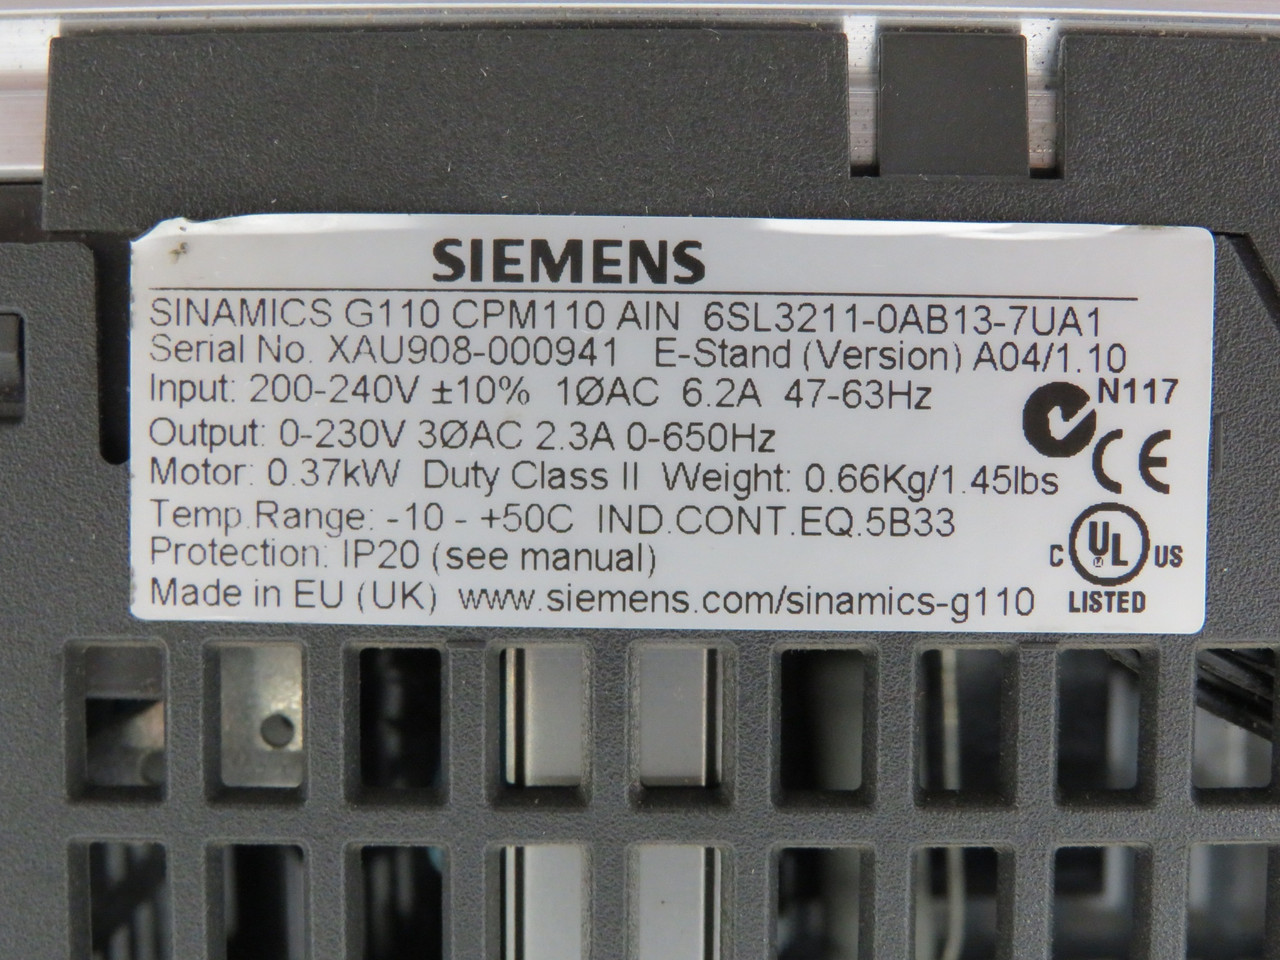 SIEMENS
SINAMICS G110 CPM110 AIN 6SL3211-0AB13-7UA1
Serial No. XAU908-000941 E-Stand (Version) A04/1.10
Input: 200-240V ±10% 1ØAC 6.2A 47-63Hz
N117
Output: 0-230V 3ØAC 2.3A 0-650Hz
CE
Motor: 0.37kW Duty Class II Weight: 0.66Kg/1.45lbs
Temp.Range: -10 - +50C IND.CONT.EQ.5B33
Protection: IP20 (see manual)
C UL US
LISTED
Made in EU (UK) www.siemens.com/sinamics-g110